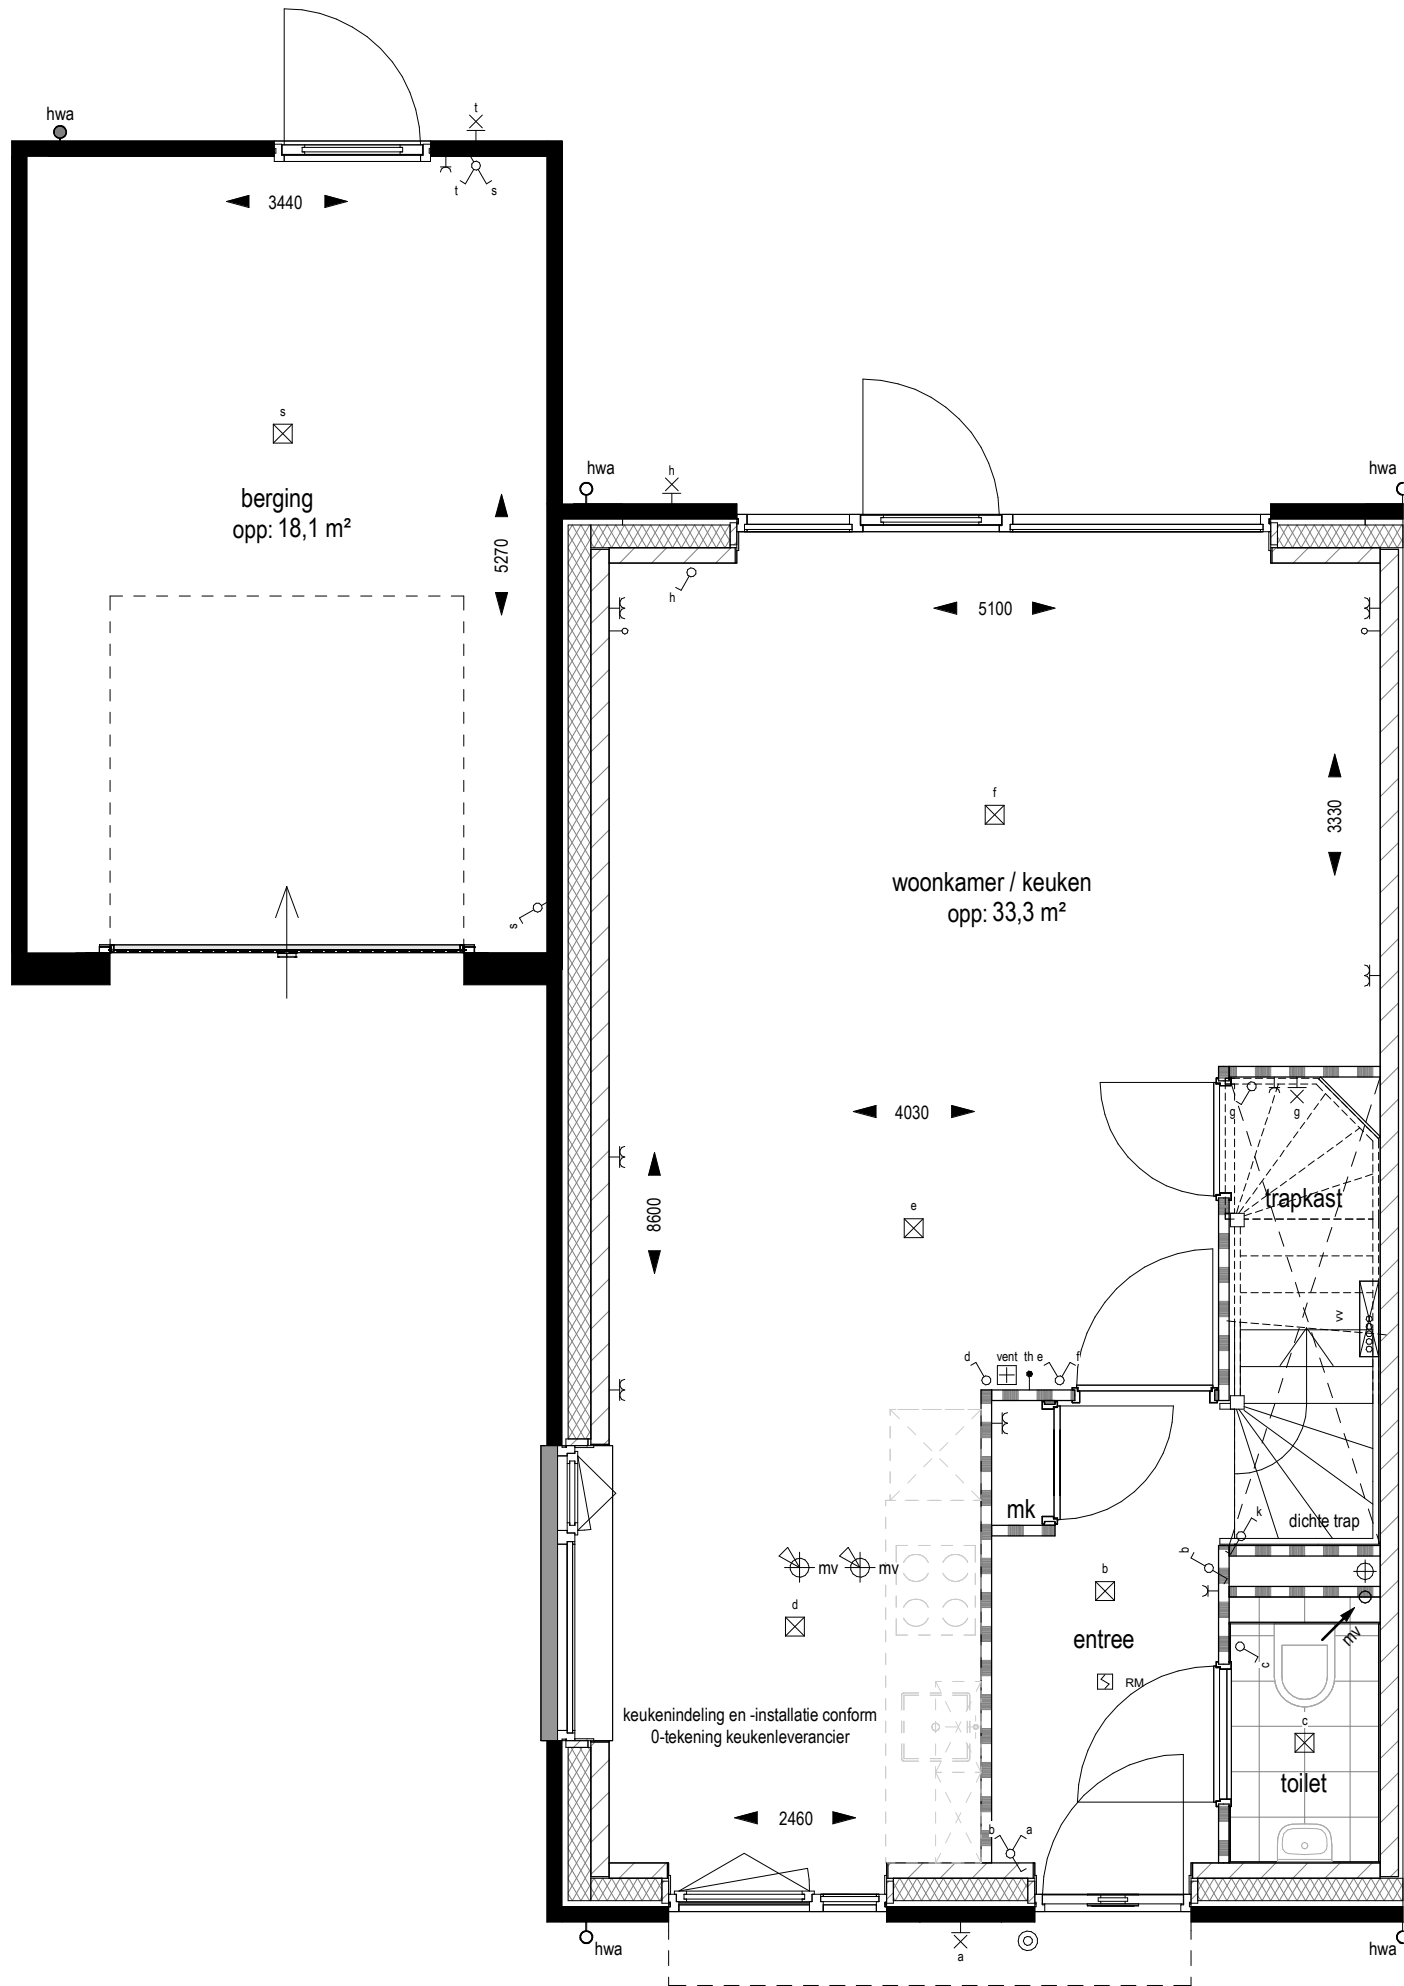 hwa
t
t
s
3440
s
berging
opp: 18,1 m²
5270
s
hwa
h
hwa
h
5100
f
3330
woonkamer / keuken
opp: 33,3 m²
4030
g
g
trapkast
8600
e
vv
d
vent
th e
f
mk
k
dichte trap
b
mv
mv
b
d
entree
mv
c
RM
keukenindeling en -installatie conform
0-tekening keukenleverancier
c
toilet
2460
b
a
hwa
a
hwa